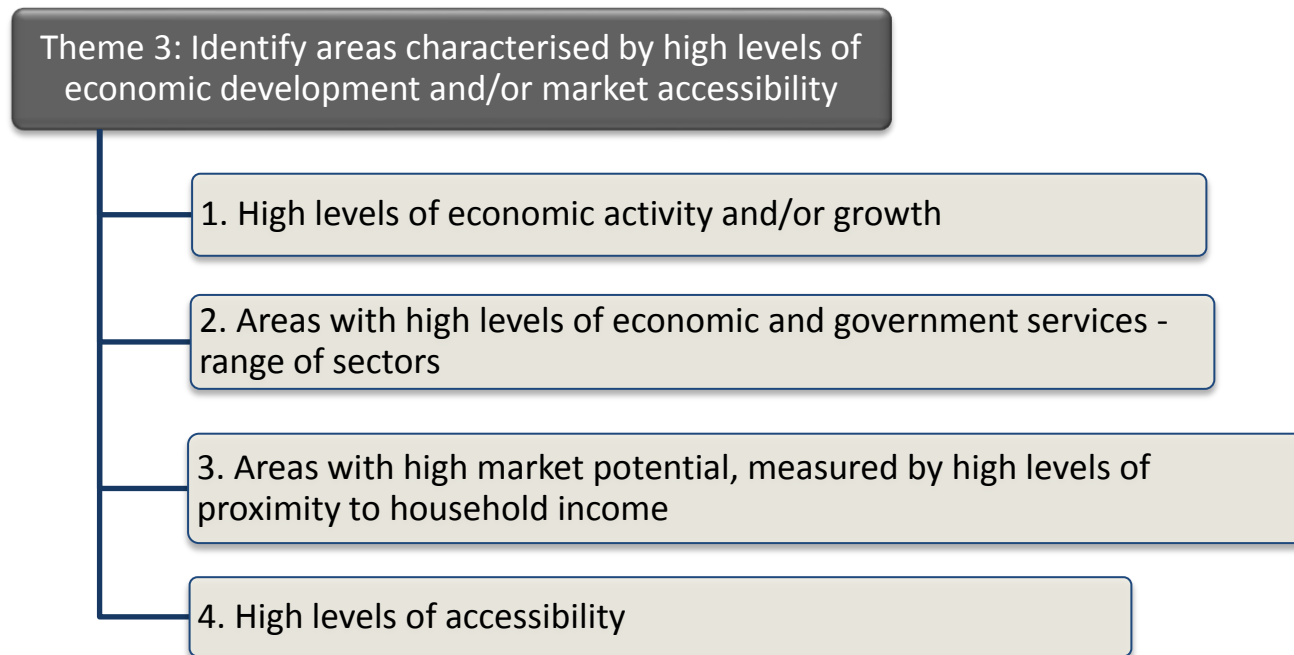 Theme 3: Identify areas characterised by high levels of
economic development and/or market accessibility
1. High levels of economic activity and/or growth
2. Areas with high levels of economic and government services -
range of sectors
3. Areas with high market potential, measured by high levels of
proximity to household income
4. High levels of accessibility